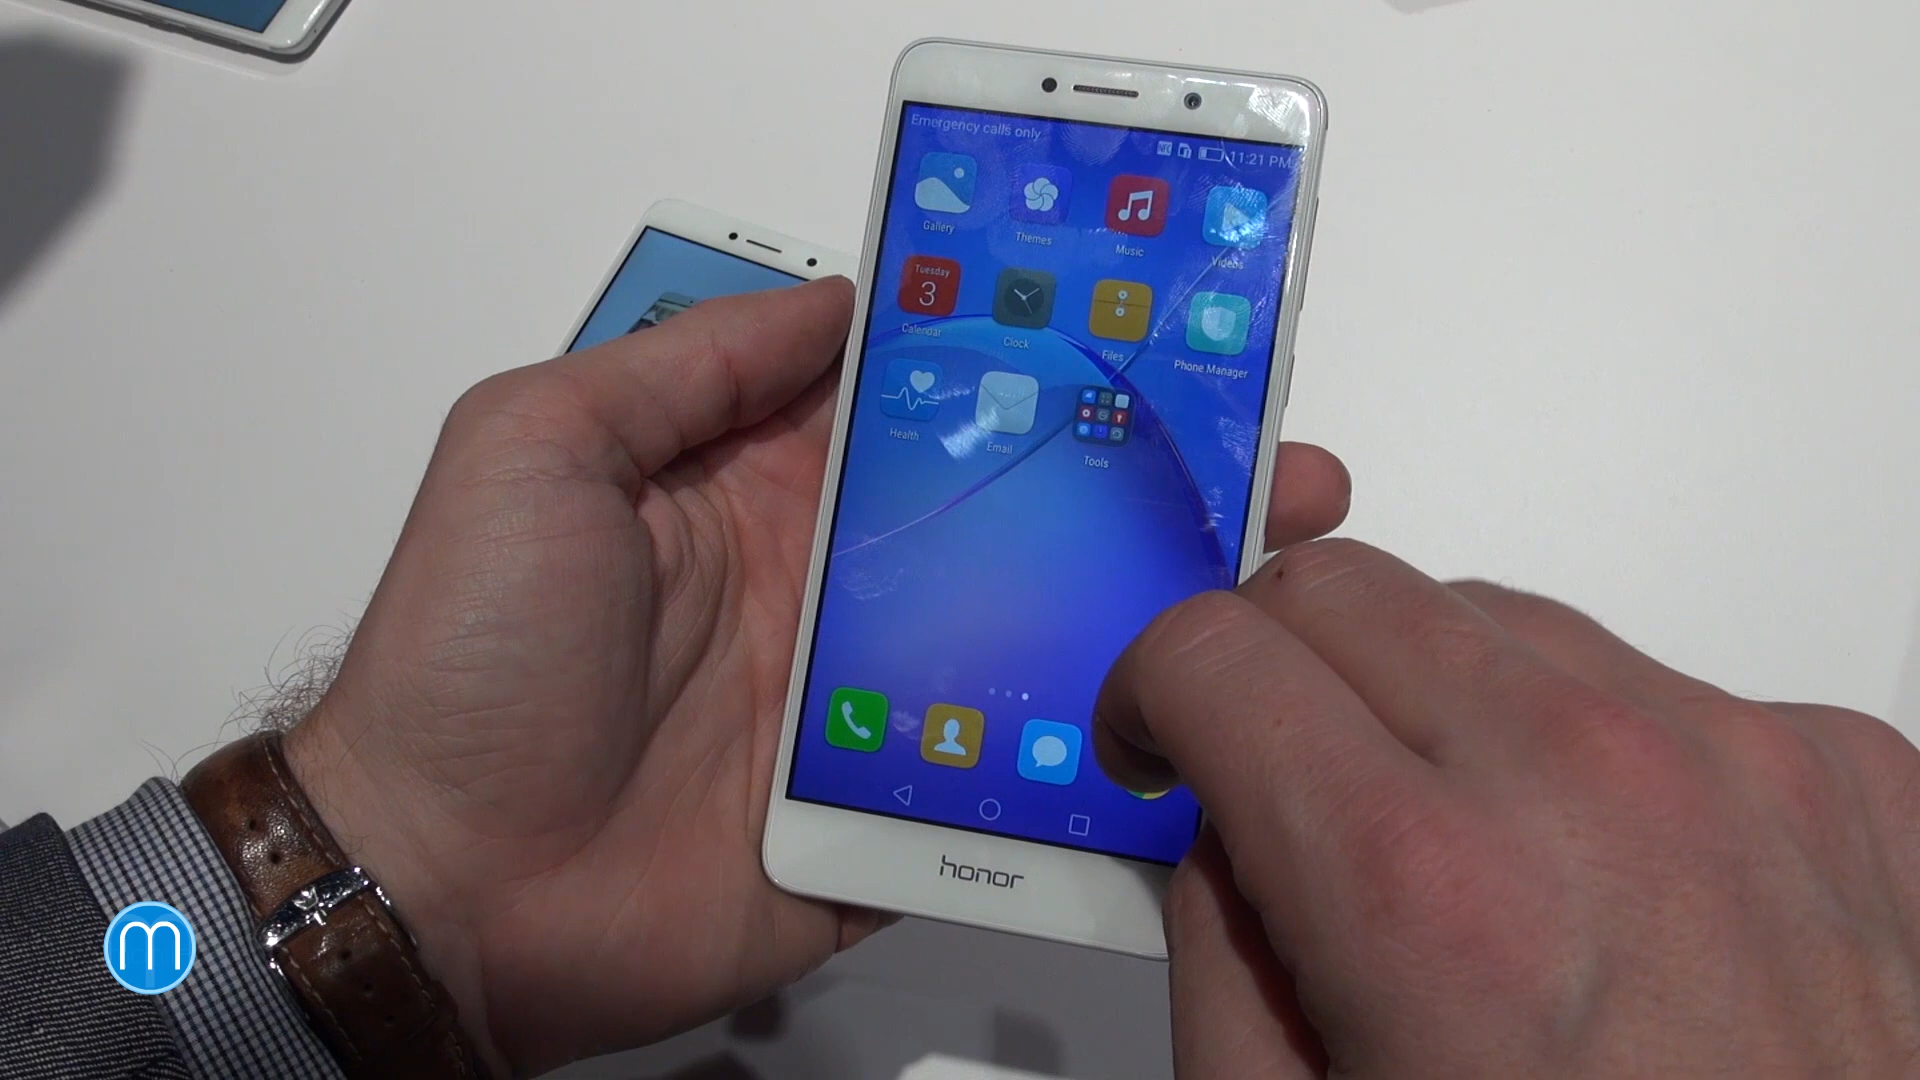 Emergency calls only
NFC 11:21 PM
Gallery Themes Music Videos
Tuesday
3
Calendar Clock Files Phone Manager
Health Email Tools
honor
m